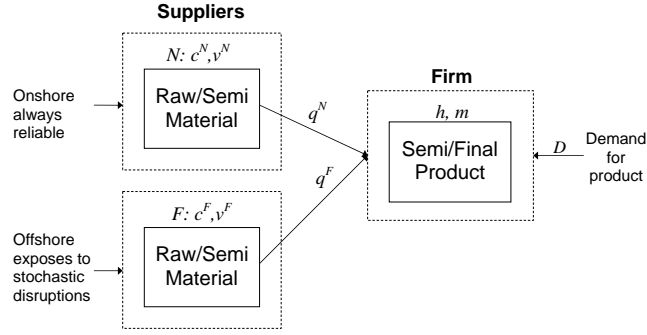 Suppliers
N: c^N,v^N
Raw/Semi
Material
Onshore
always
reliable
q^N
Firm
h, m
Semi/Final
Product
D
Demand
for
product
q^F
F: c^F,v^F
Raw/Semi
Material
Offshore
exposes to
stochastic
disruptions